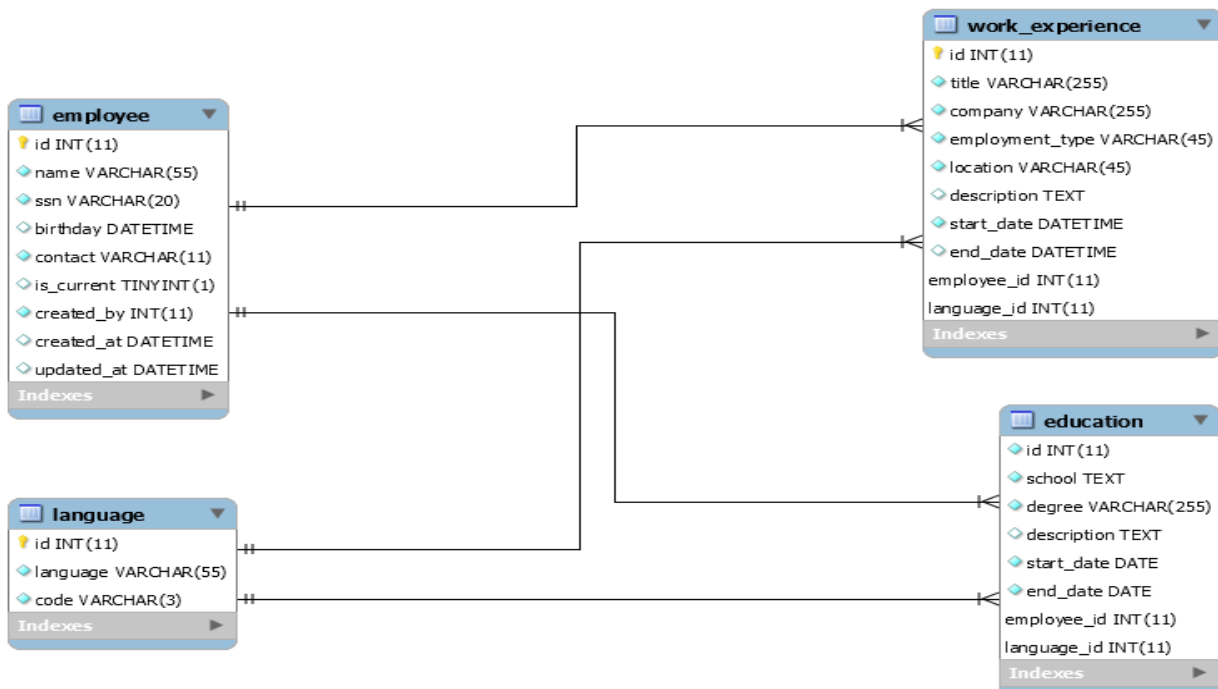 employee
id INT(11)
name VARCHAR(55)
ssn VARCHAR(20)
birthday DATETIME
contact VARCHAR(11)
is_current TINYINT(1)
created_by INT(11)
created_at DATETIME
updated_at DATETIME
Indexes
language
id INT(11)
language VARCHAR(55)
code VARCHAR(3)
Indexes
work_experience
id INT(11)
title VARCHAR(255)
company VARCHAR(255)
employment_type VARCHAR(45)
location VARCHAR(45)
description TEXT
start_date DATETIME
end_date DATETIME
employee_id INT(11)
language_id INT(11)
Indexes
education
id INT(11)
school TEXT
degree VARCHAR(255)
description TEXT
start_date DATE
end_date DATE
employee_id INT(11)
language_id INT(11)
Indexes